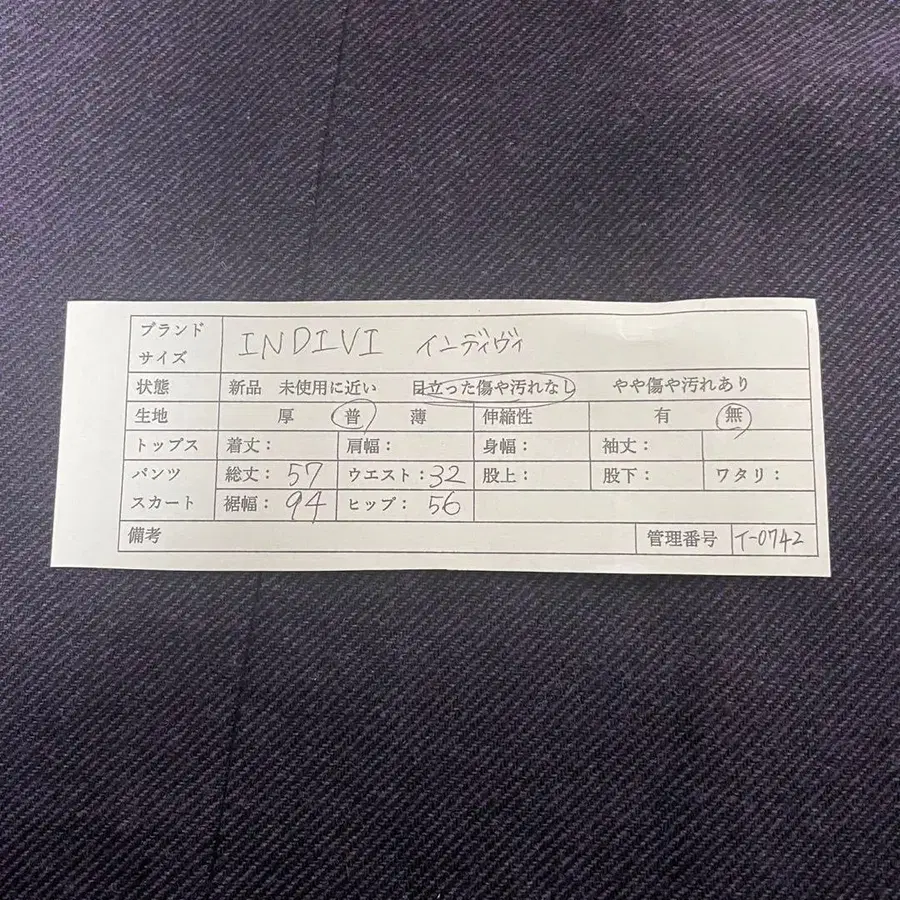 ブランド
サイズ
INDIVI インディヴィ
状態 新品 未使用に近い 目立った傷や汚れなし やや傷や汚れあり
生地 厚 普 薄 伸縮性 有 無
トップス 着丈: 肩幅: 身幅: 袖丈:
パンツ 総丈: 57 ウエスト: 32 股上: 股下: ワタリ:
スカート 裾幅: 94 ヒップ: 56
備考 管理番号 イ-0742